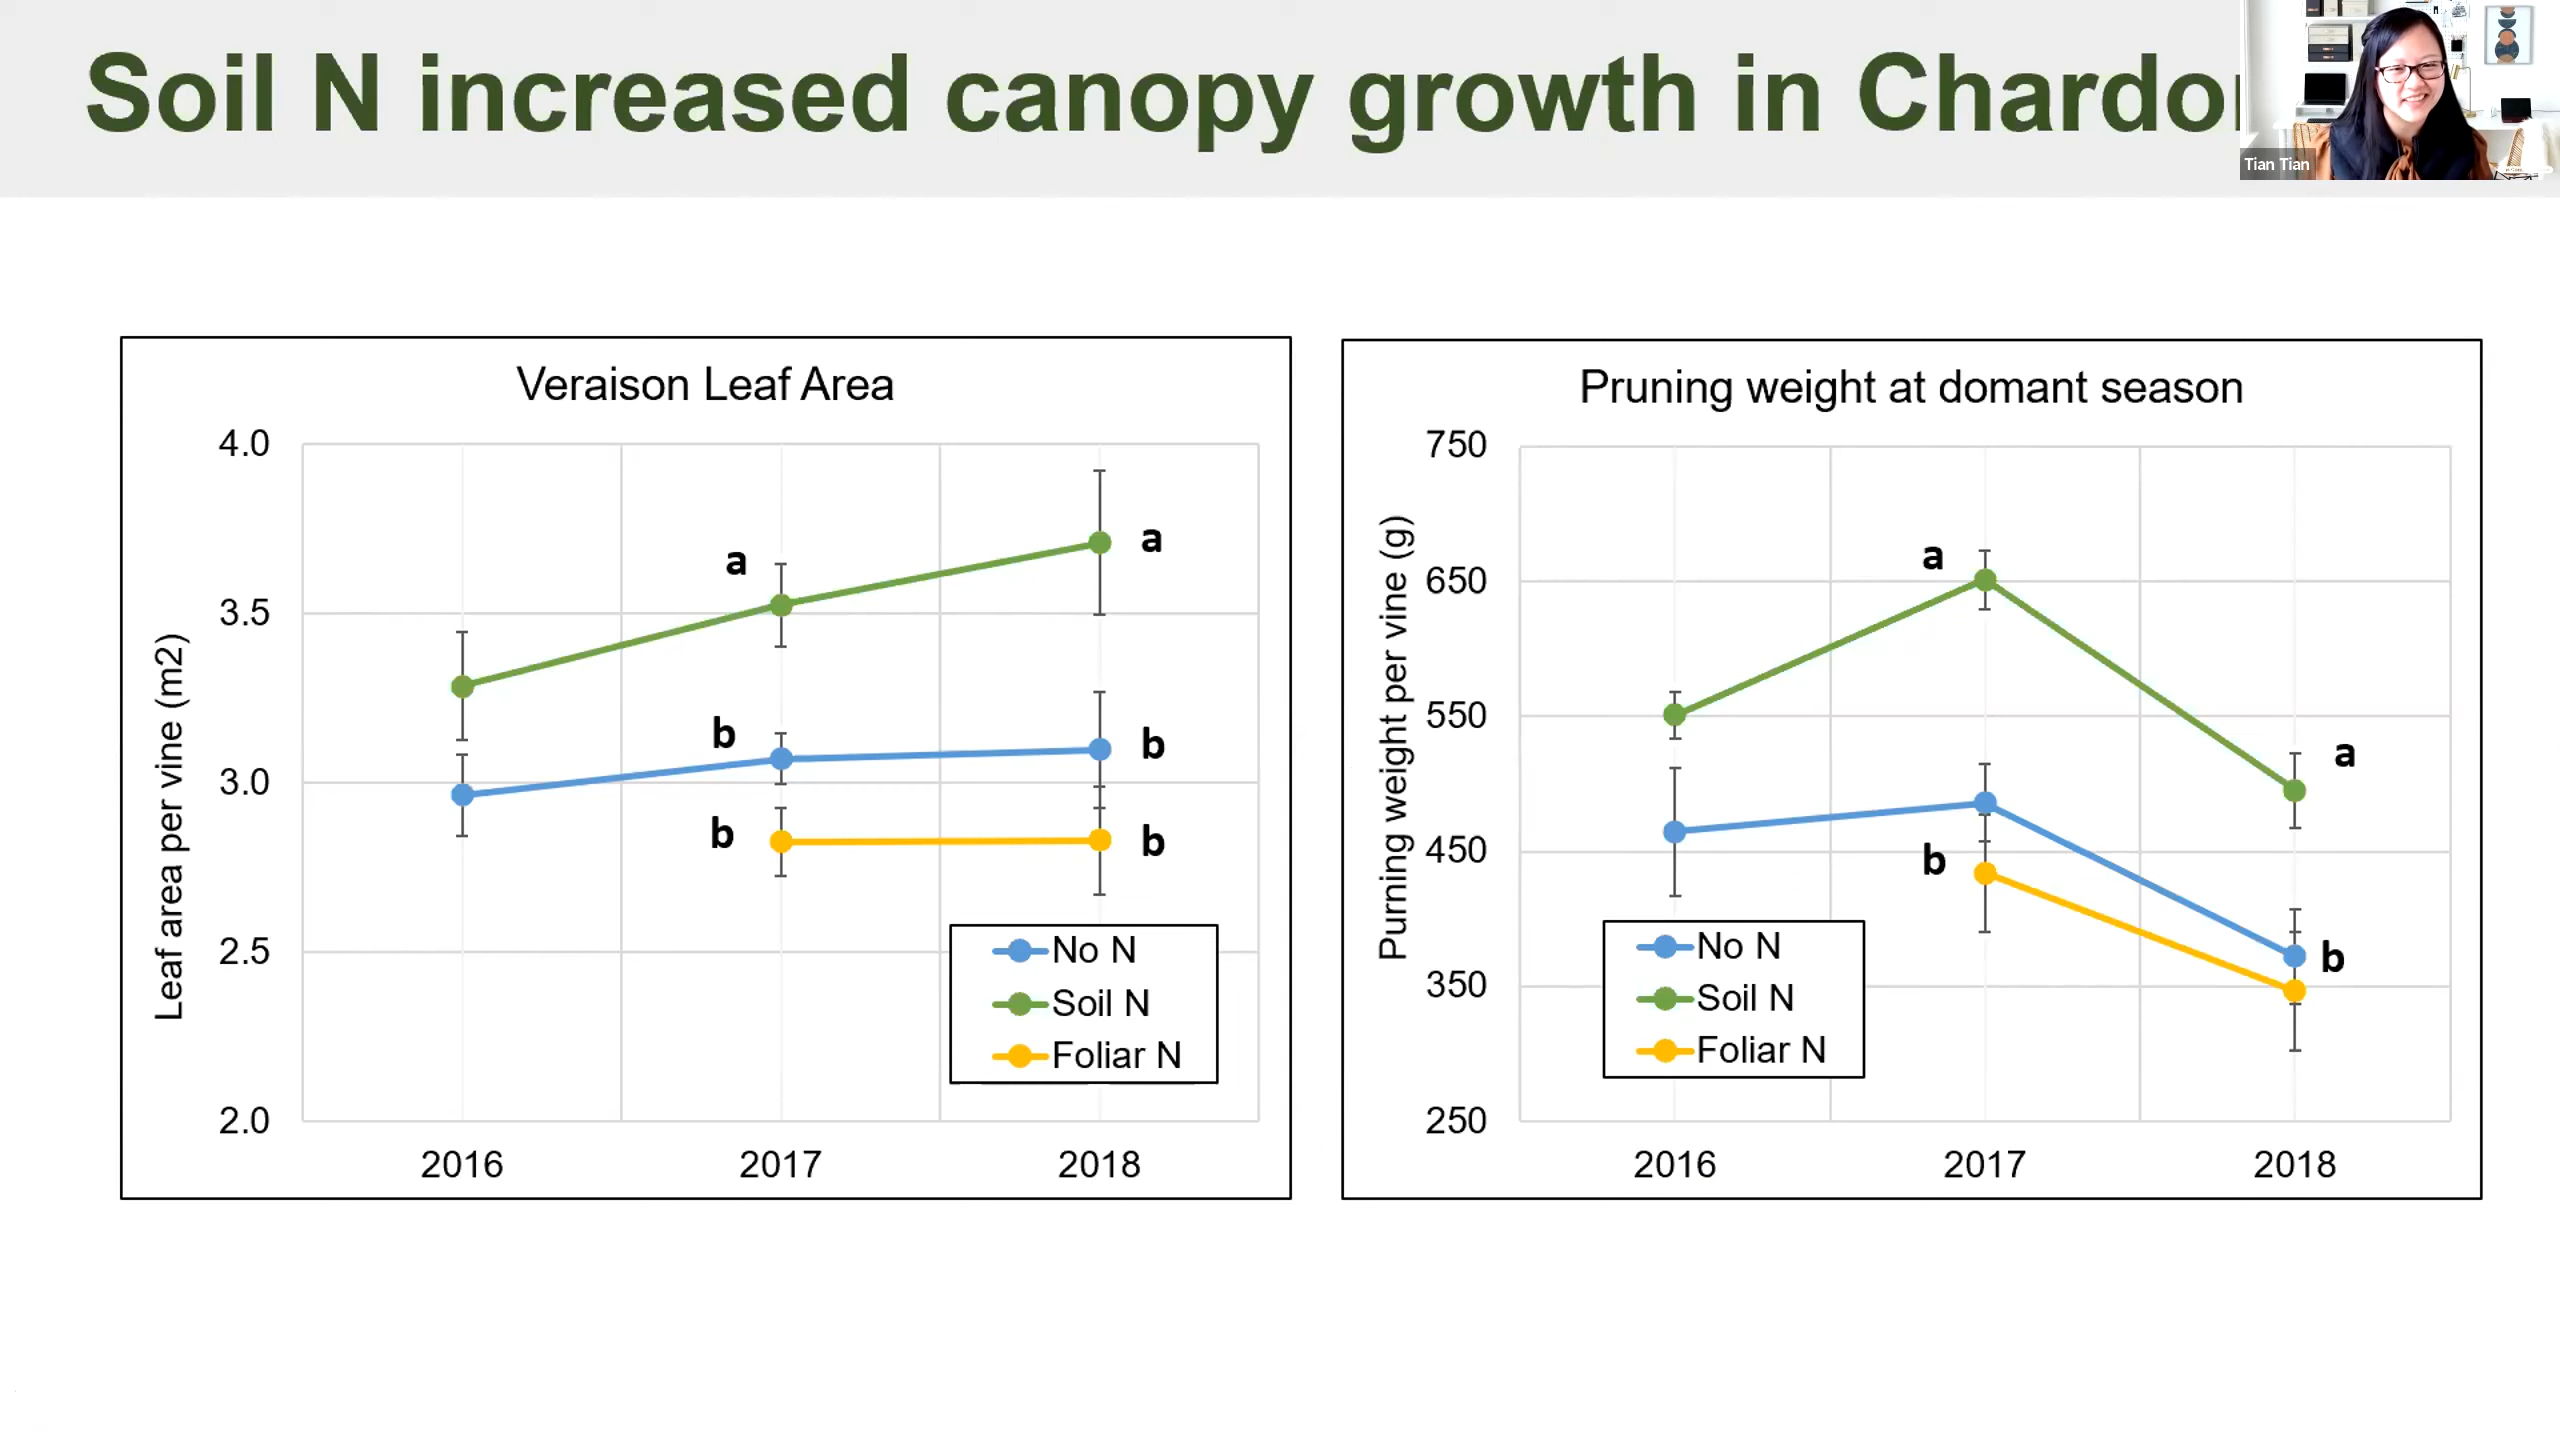 Soil N increased canopy growth in Chardo
Tian Tian
Veraison Leaf Area
Leaf area per vine (m2)
4.0
3.5
3.0
2.5
2.0
a
a
b
b
b
b
No N
Soil N
Foliar N
2016 2017 2018
Pruning weight at domant season
Purning weight per vine (g)
750
650
550
450
350
250
a
a
b
b
No N
Soil N
Foliar N
2016 2017 2018